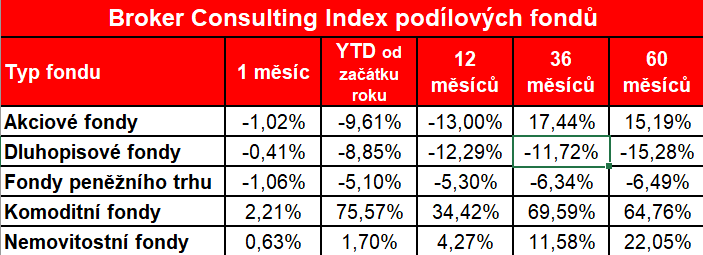 Broker Consulting Index podílových fondů
Typ fondu 1 měsíc YTD od začátku roku 12 měsíců 36 měsíců 60 měsíců
Akciové fondy -1,02% -9,61% -13,00% 17,44% 15,19%
Dluhopisové fondy -0,41% -8,85% -12,29% -11,72% -15,28%
Fondy peněžního trhu -1,06% -5,10% -5,30% -6,34% -6,49%
Komoditní fondy 2,21% 75,57% 34,42% 69,59% 64,76%
Nemovitostní fondy 0,63% 1,70% 4,27% 11,58% 22,05%